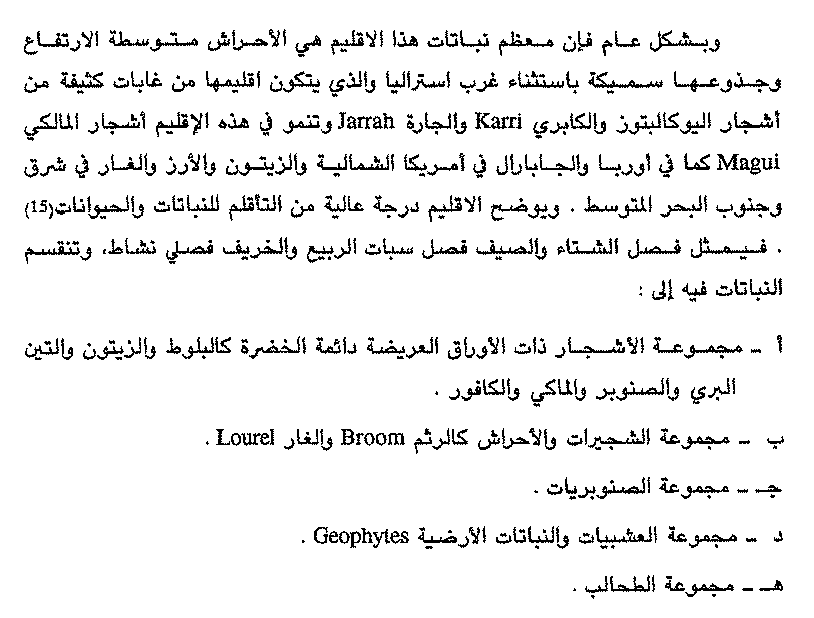 وبشكل عام فإن معظم نباتات هذا الاقليم هي الأحراش متوسطة الارتفاع
وجذوعها سميكة باستثناء غرب استراليا والذي يتكون اقليمها من غابات كثيفة من
أشجار اليوكالبتوز والكابري Karri والجارة Jarrah وتنمو في هذه الإقليم أشجار المالكي
Magui كما في أوربا والجابارال في أمريكا الشمالية والزيتون والأرز والغار في شرق
وجنوب البحر المتوسط . ويوضح الاقليم درجة عالية من التأقلم للنباتات والحيوانات(15)
. فيمثل فصل الشتاء والصيف فصل سبات الربيع والخريف فصلي نشاط، وتنقسم
النباتات فيه إلى :
أ ـ مجموعة الأشجار ذات الأوراق العريضة دائمة الخضرة كالبلوط والزيتون والتين
البري والصنوبر والماكي والكافور .
ب ـ مجموعة الشجيرات والأحراش كالرثم Broom والغار Lourel .
جـ ـ مجموعة الصنوبريات .
د ـ مجموعة العشبيات والنباتات الأرضية Geophytes .
هـ ـ مجموعة الطحالب .